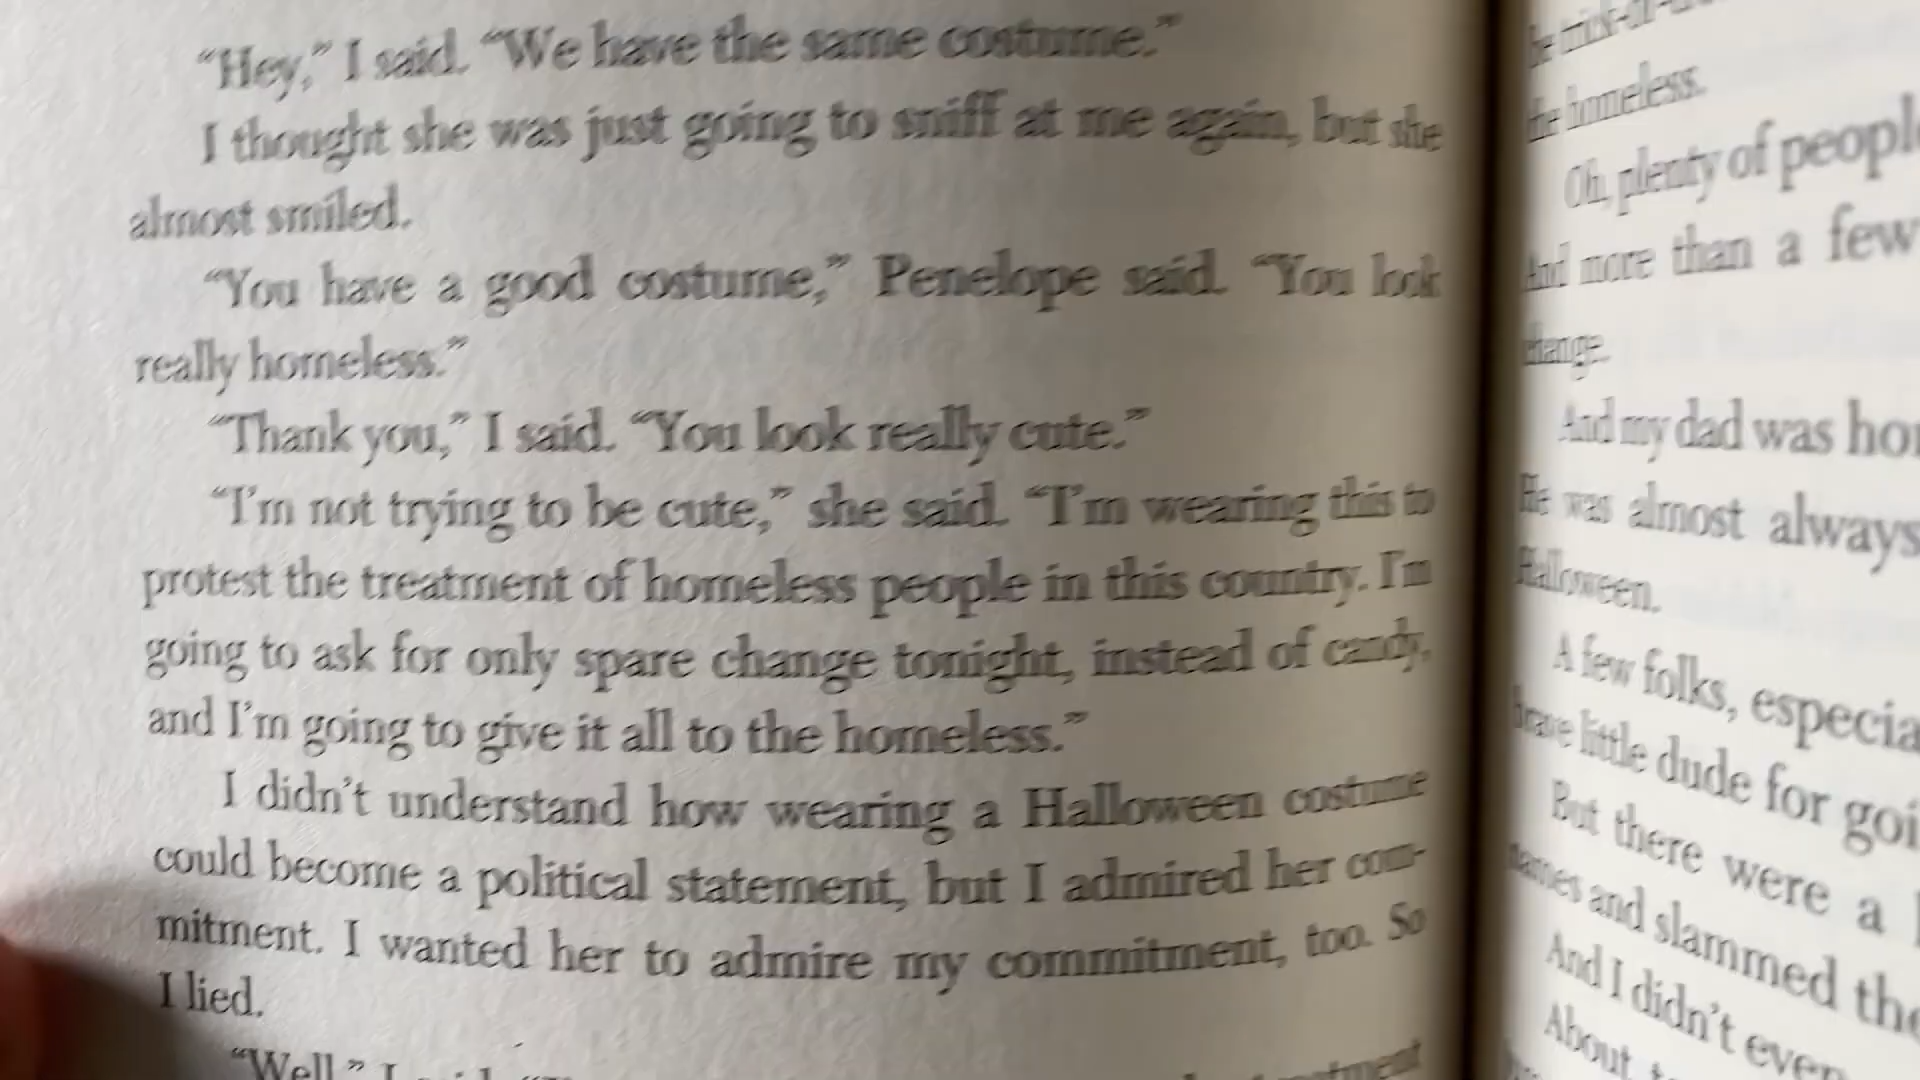 “Hey,” I said. “We have the same costume.”
I thought she was just going to sniff at me again, but she
almost smiled.
“You have a good costume,” Penelope said. “You look
really homeless.”
“Thank you,” I said. “You look really cute.”
“I’m not trying to be cute,” she said. “I’m wearing this to
protest the treatment of homeless people in this country. I’m
going to ask for only spare change tonight, instead of candy,
and I’m going to give it all to the homeless.”
I didn’t understand how wearing a Halloween costume
could become a political statement, but I admired her com-
mitment. I wanted her to admire my commitment, too. So
I lied.
“Well,” I
the homeless.
Oh, plenty of people
And more than a few
change.
And my dad was
He was almost always
Halloween.
A few folks,
brave little dude for
But there were a
names and slammed
And I didn’t even
About